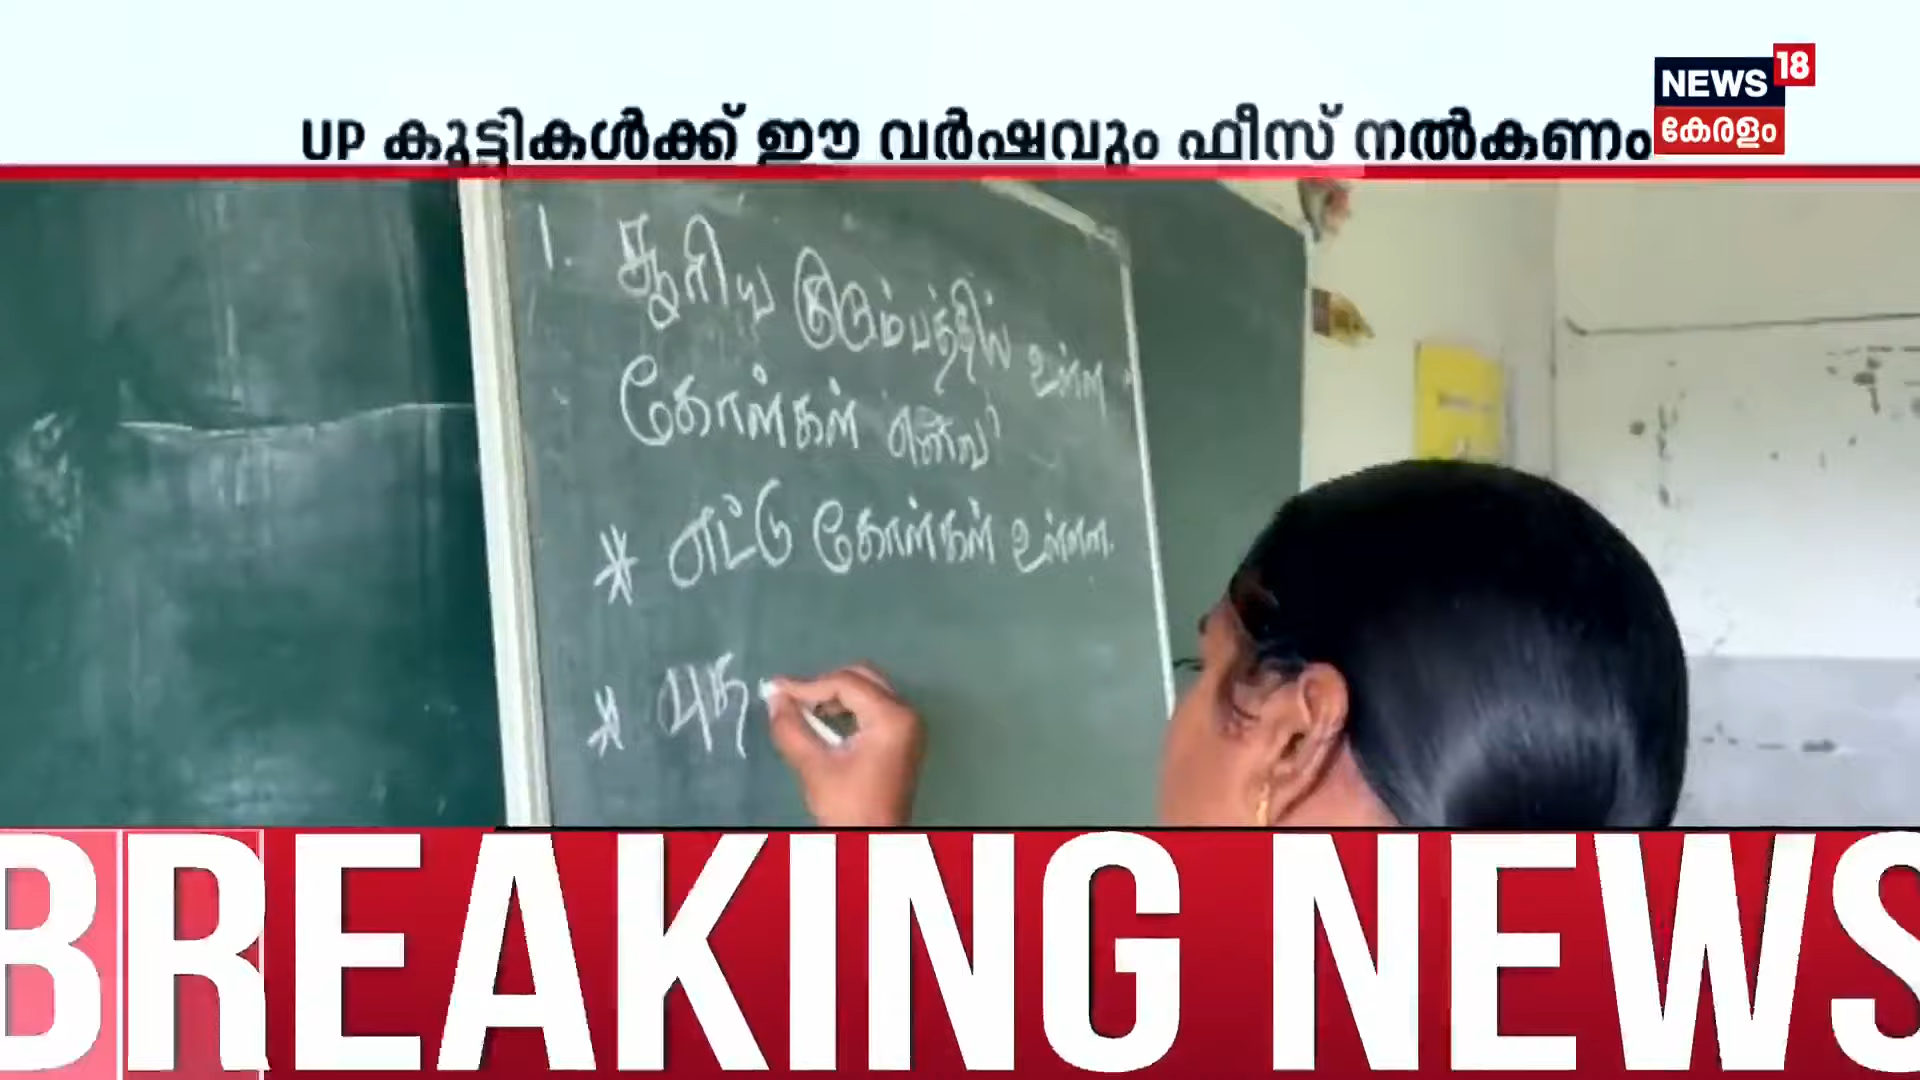 NEWS 18
കേരളം
UP കുട്ടികൾക്ക് ഈ വർഷവും ഫീസ് നൽകണം
1. சூரிய குடும்பத்தில் உள்ள
கோள்கள் எவை
* எட்டு கோள்கள் உள்ளன.
* புத
BREAKING NEWS